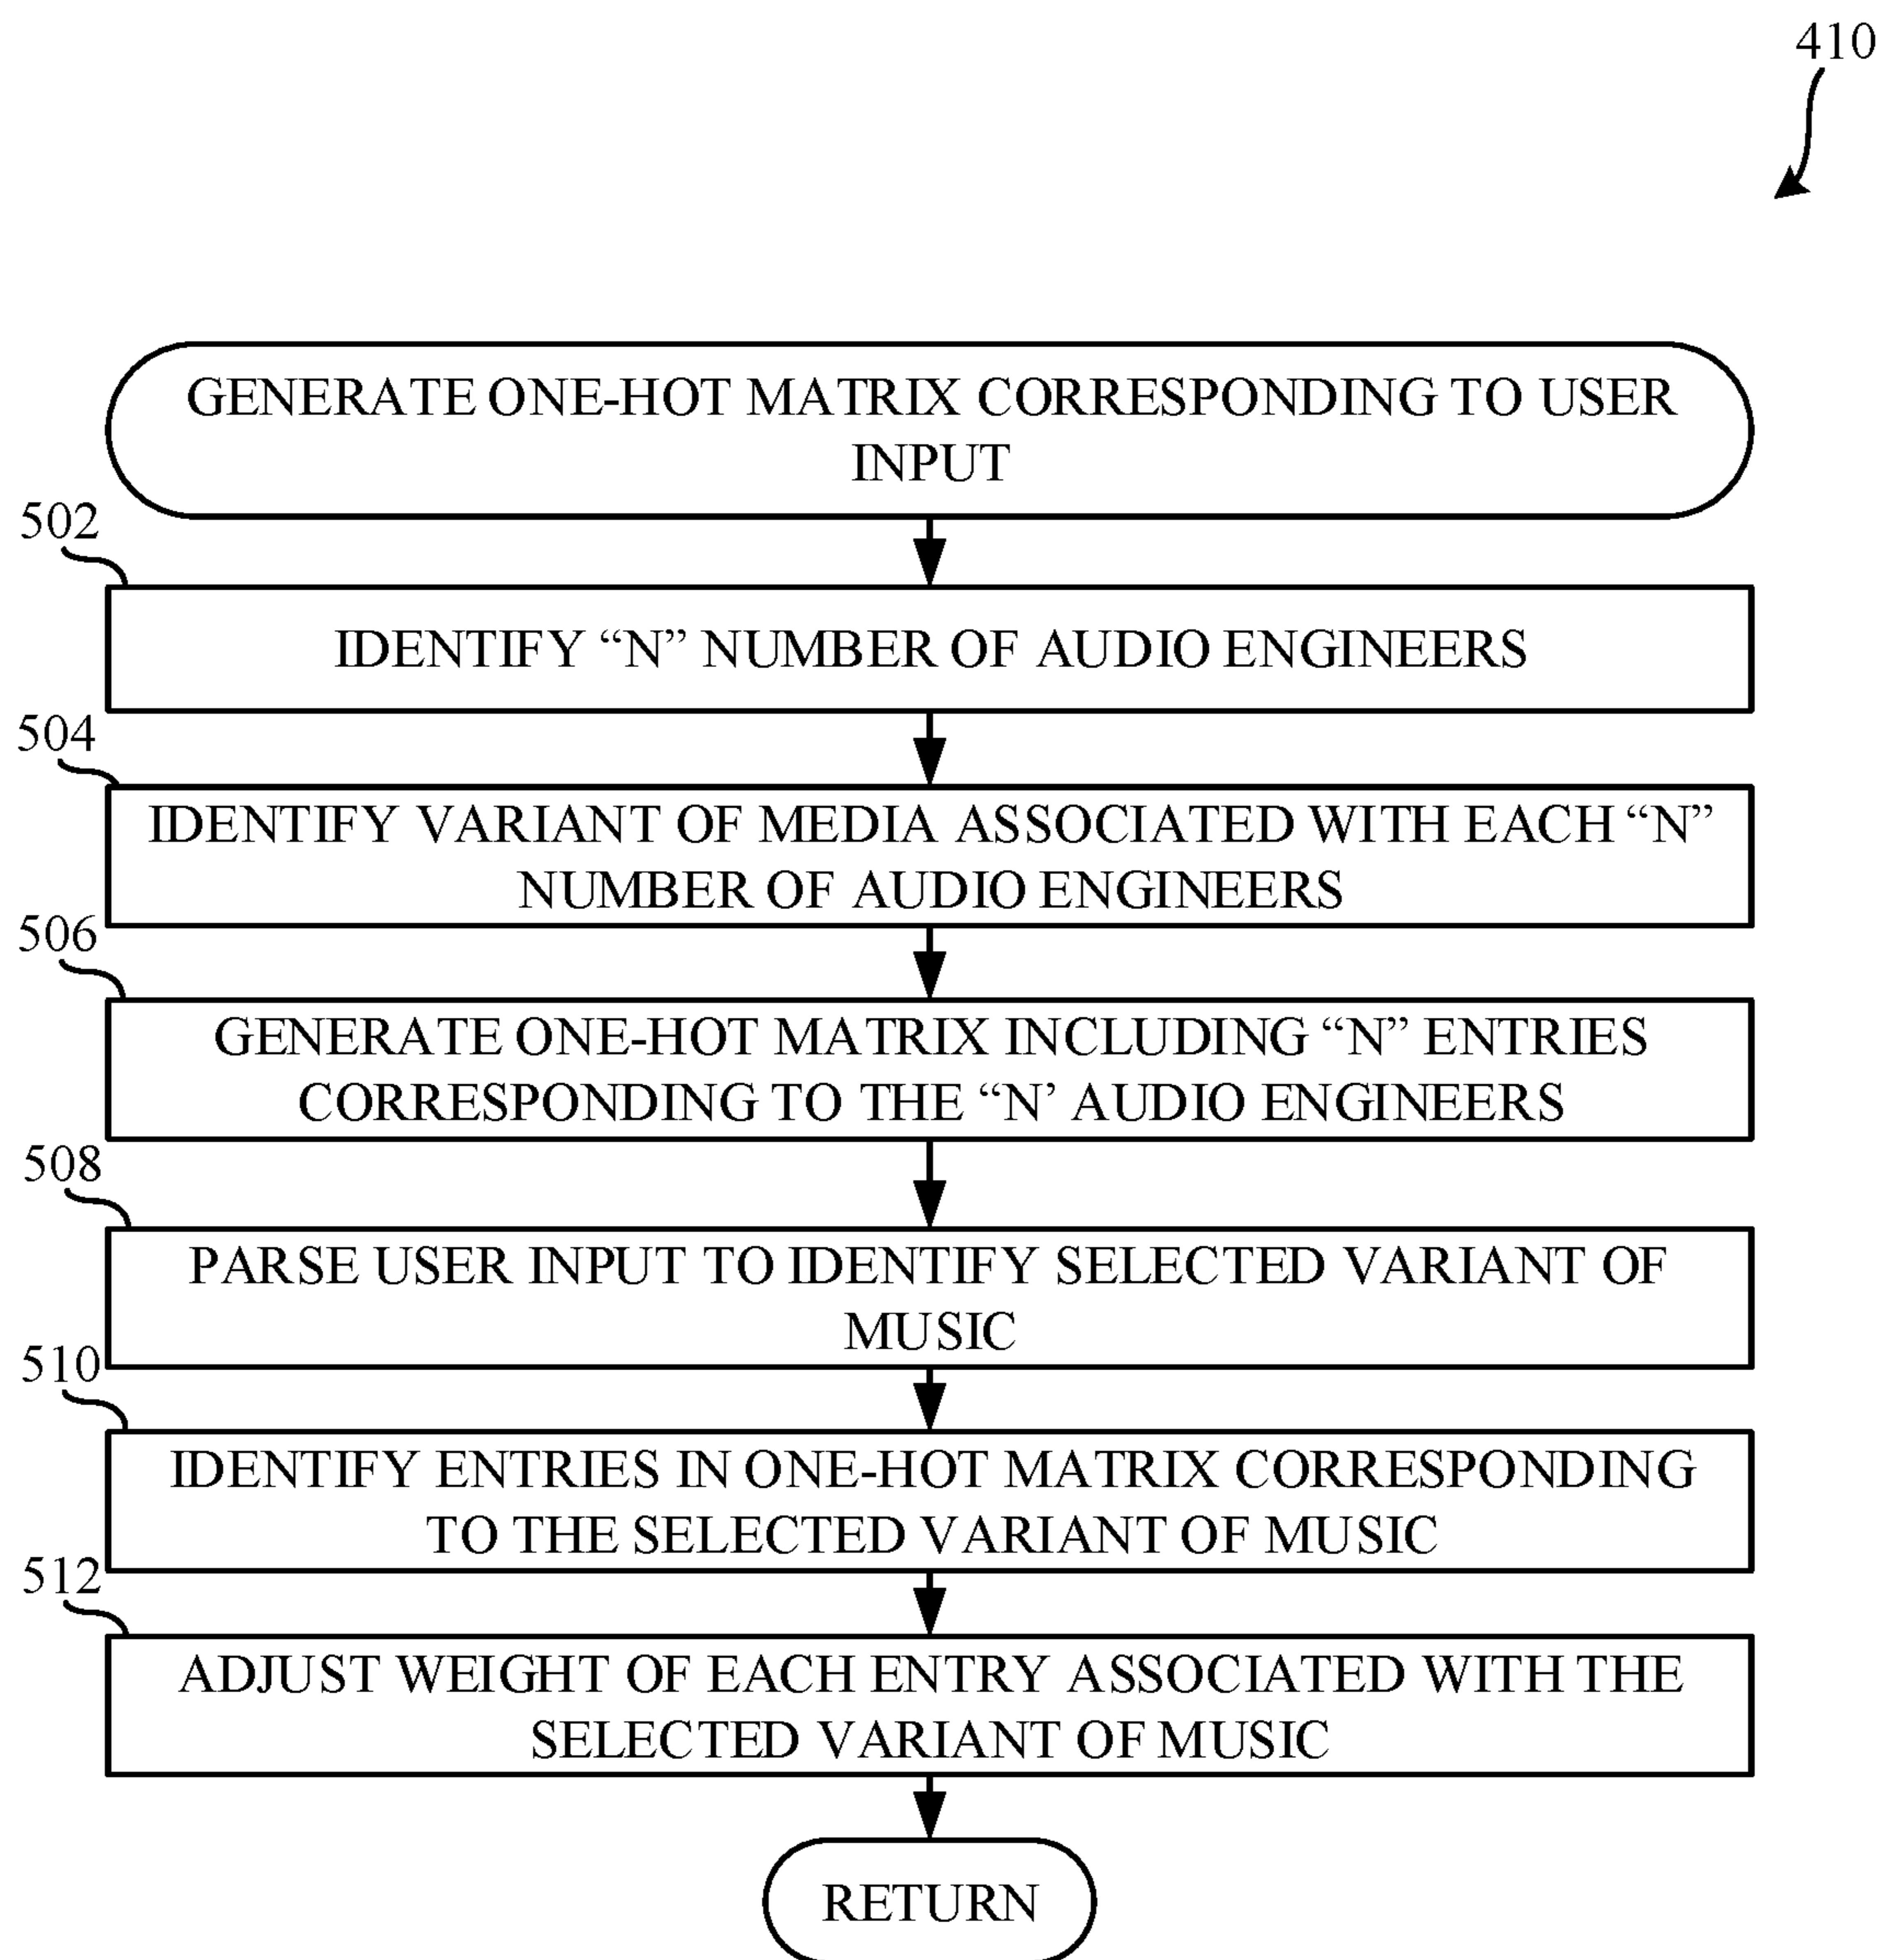 410
GENERATE ONE-HOT MATRIX CORRESPONDING TO USER
INPUT
502
IDENTIFY “N” NUMBER OF AUDIO ENGINEERS
504
IDENTIFY VARIANT OF MEDIA ASSOCIATED WITH EACH “N”
NUMBER OF AUDIO ENGINEERS
506
GENERATE ONE-HOT MATRIX INCLUDING “N” ENTRIES
CORRESPONDING TO THE “N’ AUDIO ENGINEERS
508
PARSE USER INPUT TO IDENTIFY SELECTED VARIANT OF
MUSIC
510
IDENTIFY ENTRIES IN ONE-HOT MATRIX CORRESPONDING
TO THE SELECTED VARIANT OF MUSIC
512
ADJUST WEIGHT OF EACH ENTRY ASSOCIATED WITH THE
SELECTED VARIANT OF MUSIC
RETURN